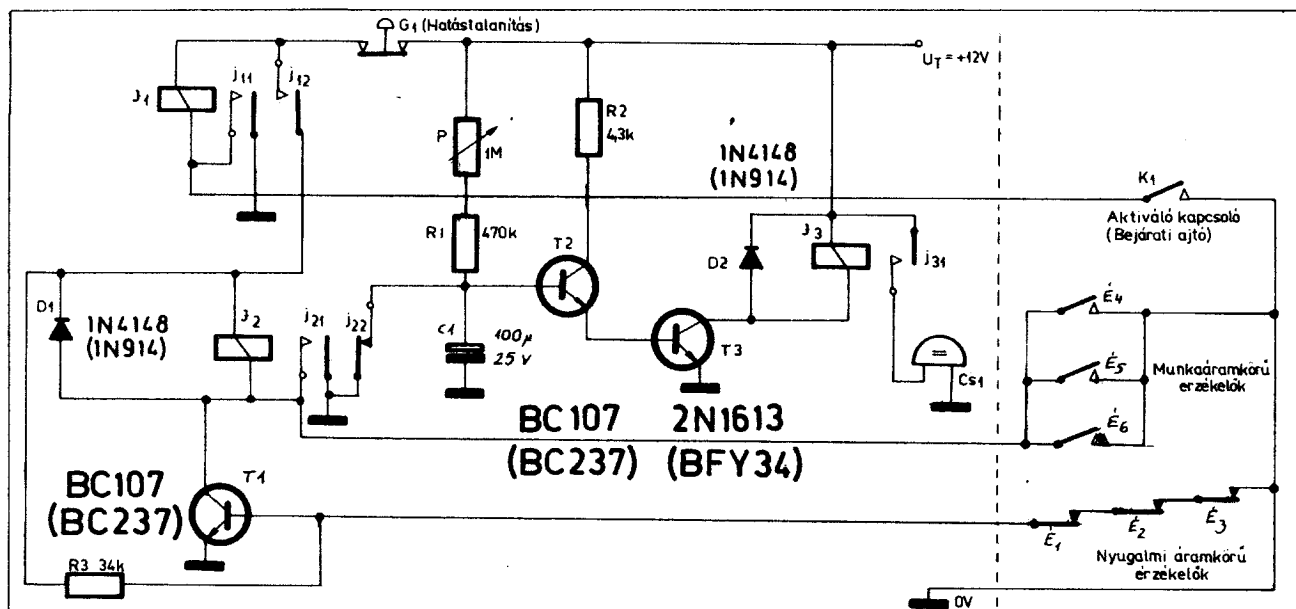 G1 (Hatástalanítás)
UT = +12V
J1
j11
j12
P
1M
R2
4,3k
1N4148
(1N914)
K1
Aktiváló kapcsoló
(Bejárati ajtó)
R1
470k
T2
D2
J3
j31
D1
1N4148
(1N914)
J2
j21
j22
C1
100µ
25 V
T3
Cs1
É4
É5
É6
Munkaáramkörű
érzékelők
BC107
(BC237)
2N1613
(BFY34)
BC107
(BC237)
T1
R3 34k
É1
É2
É3
Nyugalmi áramkörű
érzékelők
0V